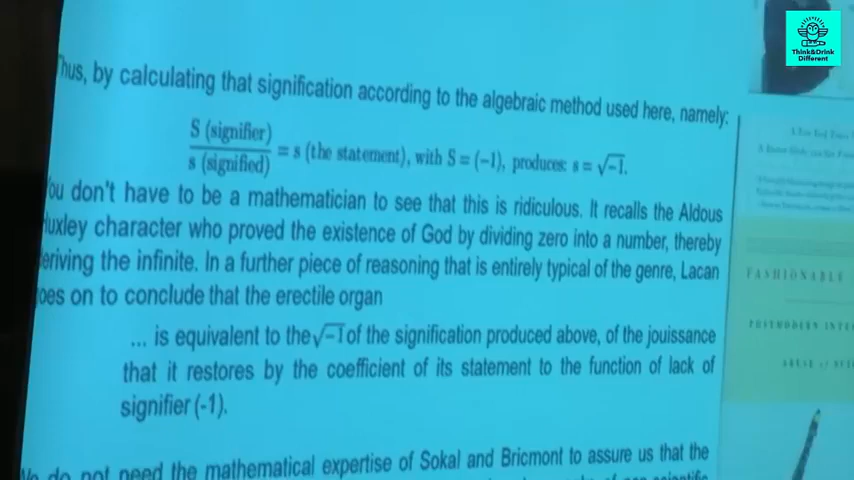 Think&Drink
Different
Thus, by calculating that signification according to the algebraic method used here, namely:
S (signifier)
s (signified) = s (the statement), with S = (-1), produces: s = √-1.
You don't have to be a mathematician to see that this is ridiculous. It recalls the Aldous
Huxley character who proved the existence of God by dividing zero into a number, thereby
deriving the infinite. In a further piece of reasoning that is entirely typical of the genre, Lacan
goes on to conclude that the erectile organ
... is equivalent to the √-1 of the signification produced above, of the jouissance
that it restores by the coefficient of its statement to the function of lack of
signifier (-1).
We do not need the mathematical expertise of Sokal and Bricmont to assure us that the
FASHIONABLE
POSTMODERN INTE
ABUSE of SCI